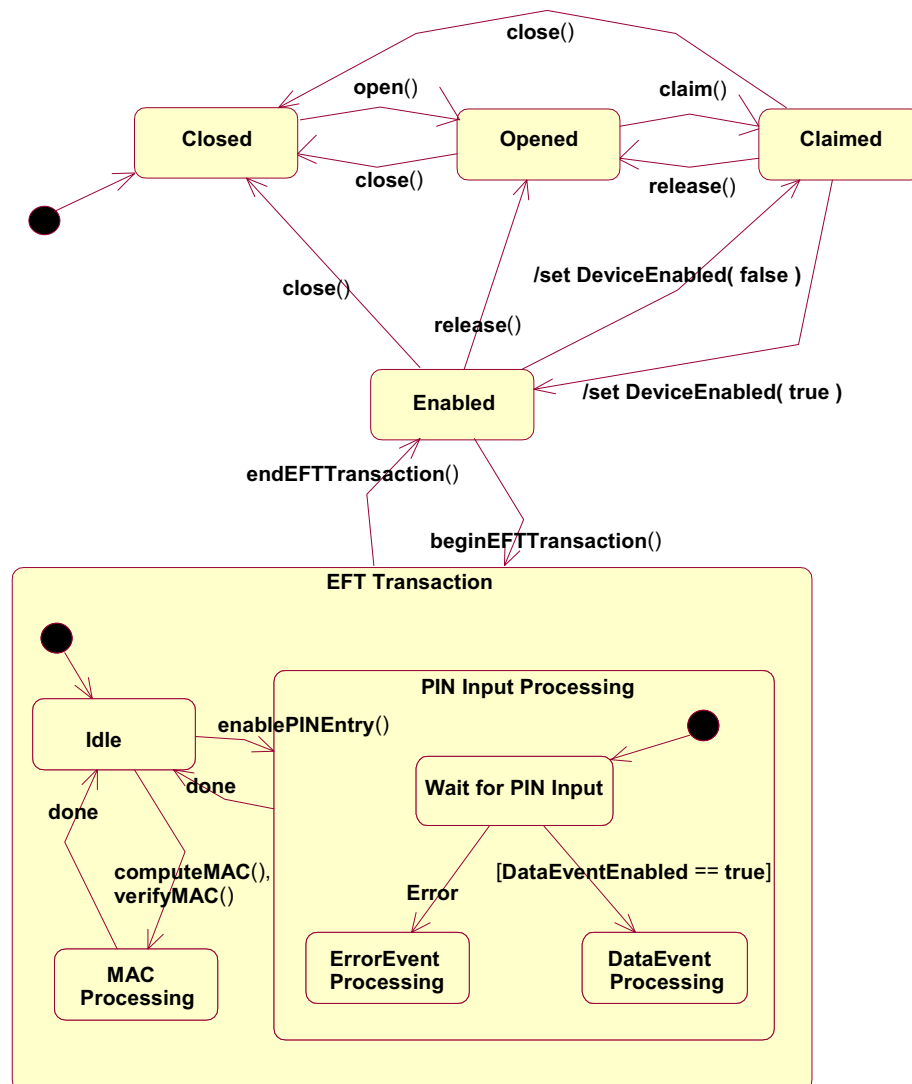 close()
open()
claim()
Closed
Opened
Claimed
close()
release()
/set DeviceEnabled( false )
close()
release()
/set DeviceEnabled( true )
Enabled
endEFTTransaction()
beginEFTTransaction()
EFT Transaction
PIN Input Processing
enablePINEntry()
Idle
done
Wait for PIN Input
done
computeMAC(),
verifyMAC()
[DataEventEnabled == true]
Error
ErrorEvent
Processing
DataEvent
Processing
MAC
Processing